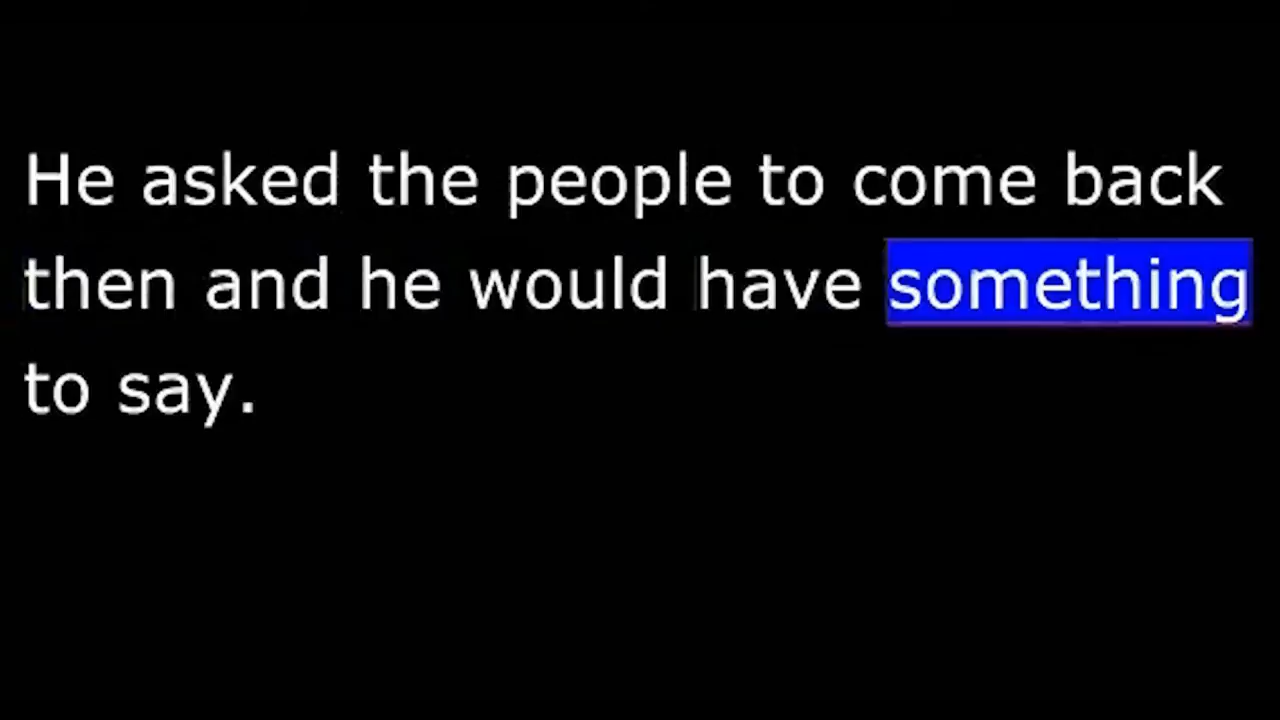 He asked the people to come back
then and he would have something
to say.